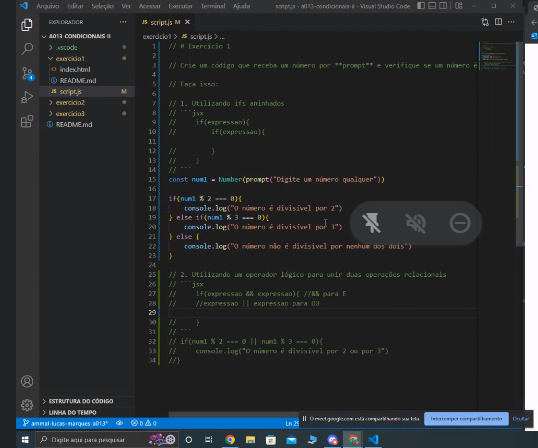 Arquivo Editar Seleção Ver Acesso Executar Terminal Ajuda script.js - a013-condicionais-ii - Visual Studio Code
EXPLORADOR
A013-CONDICIONAIS II
.vscode
exercicio1
index.html
README.md
script.js M
exercicio2
exercicio3
README.md
ESTRUTURA DO CÓDIGO
LINHA DO TEMPO
JS script.js M
exercicio1 > JS script.js > ...
1 // # Exercício 1
2
3 // Crie um código que receba um número por **prompt** e verifique se um número é
4
5 // Faça isso:
6
7 // 1. Utilizando ifs aninhados
8 // ```jsx
9 // if(expressao){
10 // if(expressao){
11
12 // }
13 // }
14 // ```
15 const num1 = Number(prompt("Digite um número qualquer"))
16
17 if(num1 % 2 === 0){
18 console.log("O número é divisível por 2")
19 } else if(num1 % 3 === 0){
20 console.log("O número é divisível por 3")
21 } else {
22 console.log("O número não é divisível por nenhum dos dois")
23 }
24
25 // 2. Utilizando um operador lógico para unir duas operações relacionais
26 // ```jsx
27 // if(expressao && expressao){ //&& para E
28 // //expressao || expressao para OU
29
30 // }
31 // ```
32 // if(num1 % 2 === 0 || num1 % 3 === 0){
33 // console.log("O número é divisível por 2 ou por 3")
34 //}
4
ammal-lucas-marques-a013* 0 0 Ln 29
O meet.google.com está compartilhando sua tela. Interromper compartilhamento Ocultar
Digite aqui para pesquisar